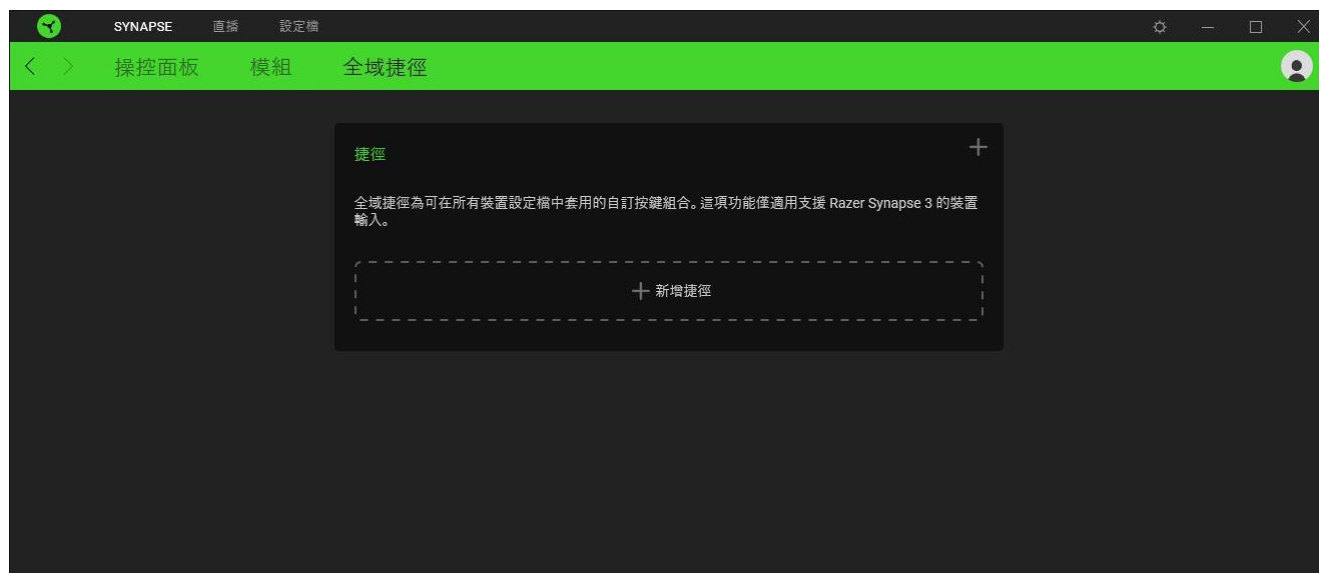 SYNAPSE 直播 設定檔
操控面板 模組 全域捷徑
捷徑
全域捷徑為可在所有裝置設定檔中套用的自訂按鍵組合。這項功能僅適用支援 Razer Synapse 3 的裝置
輸入。
新增捷徑